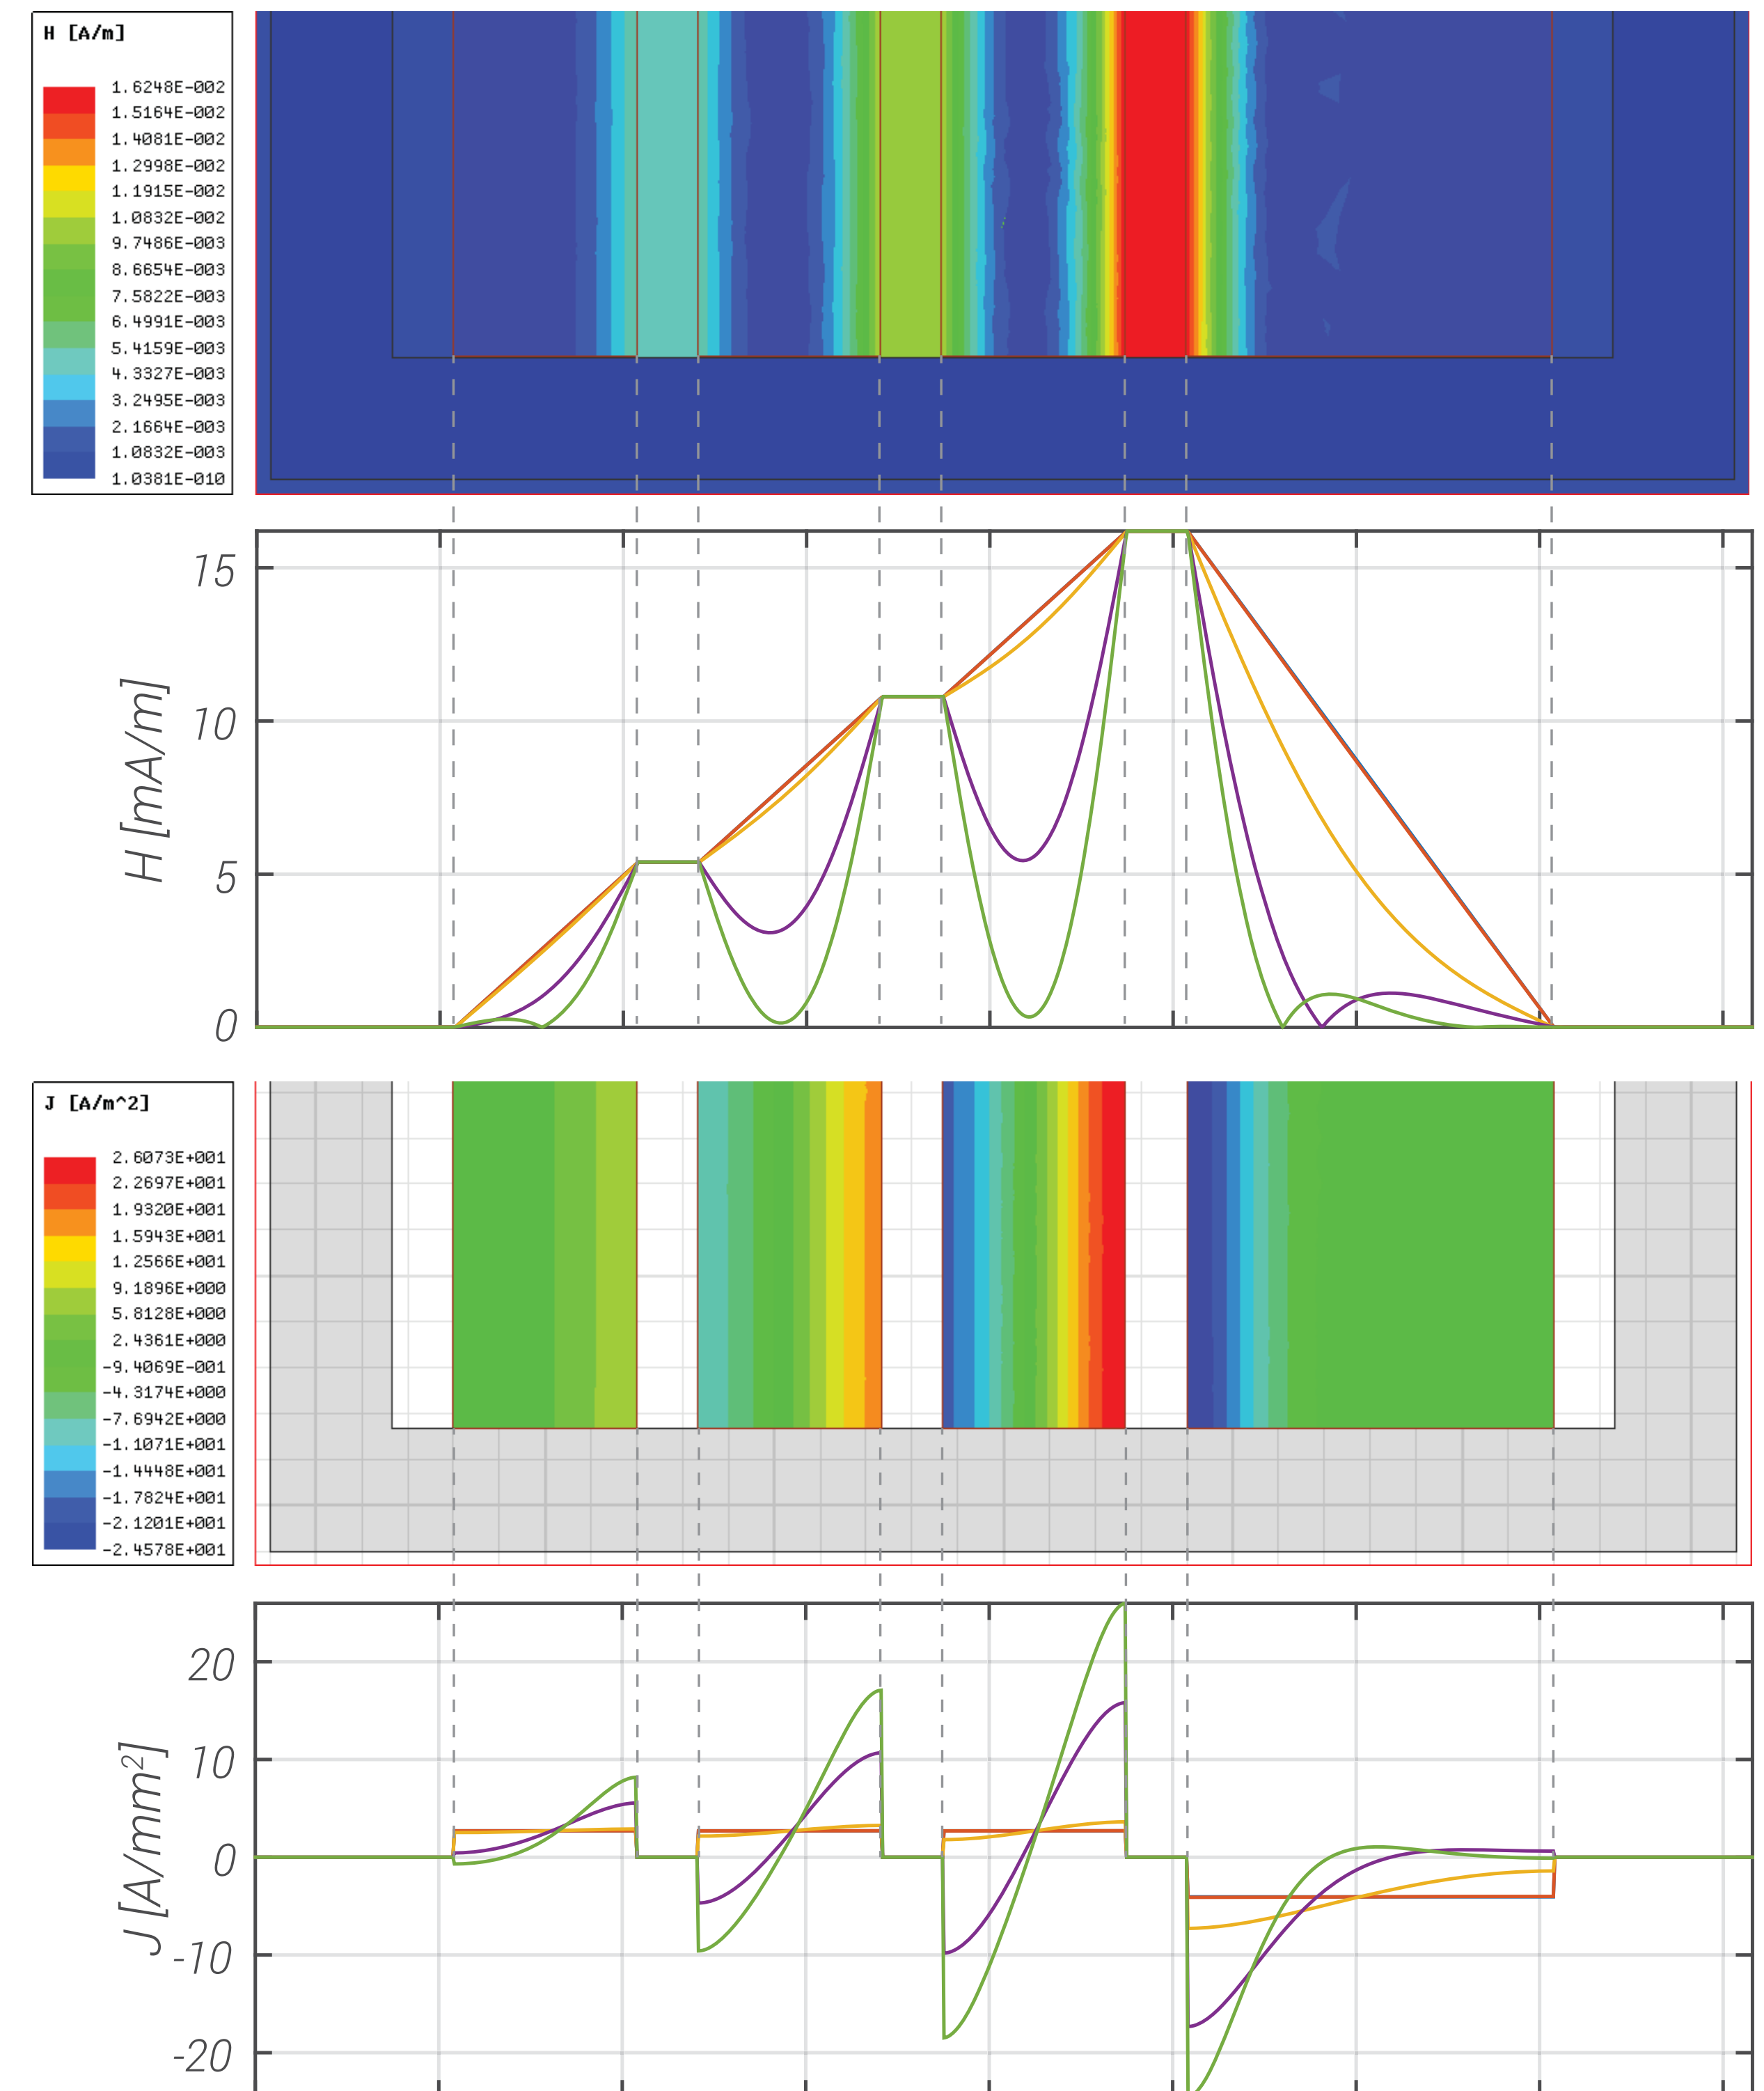 H [A/m]
1.6248E-002
1.5164E-002
1.4081E-002
1.2998E-002
1.1915E-002
1.0832E-002
9.7486E-003
8.6654E-003
7.5822E-003
6.4991E-003
5.4159E-003
4.3327E-003
3.2495E-003
2.1664E-003
1.0832E-003
1.0381E-010
15
10
5
0
H [mA/m]
J [A/m^2]
2.6073E+001
2.2697E+001
1.9320E+001
1.5943E+001
1.2566E+001
9.1896E+000
5.8128E+000
2.4361E+000
-9.4069E-001
-4.3174E+000
-7.6942E+000
-1.1071E+001
-1.4448E+001
-1.7824E+001
-2.1201E+001
-2.4578E+001
20
10
0
-10
-20
J [A/mm²]